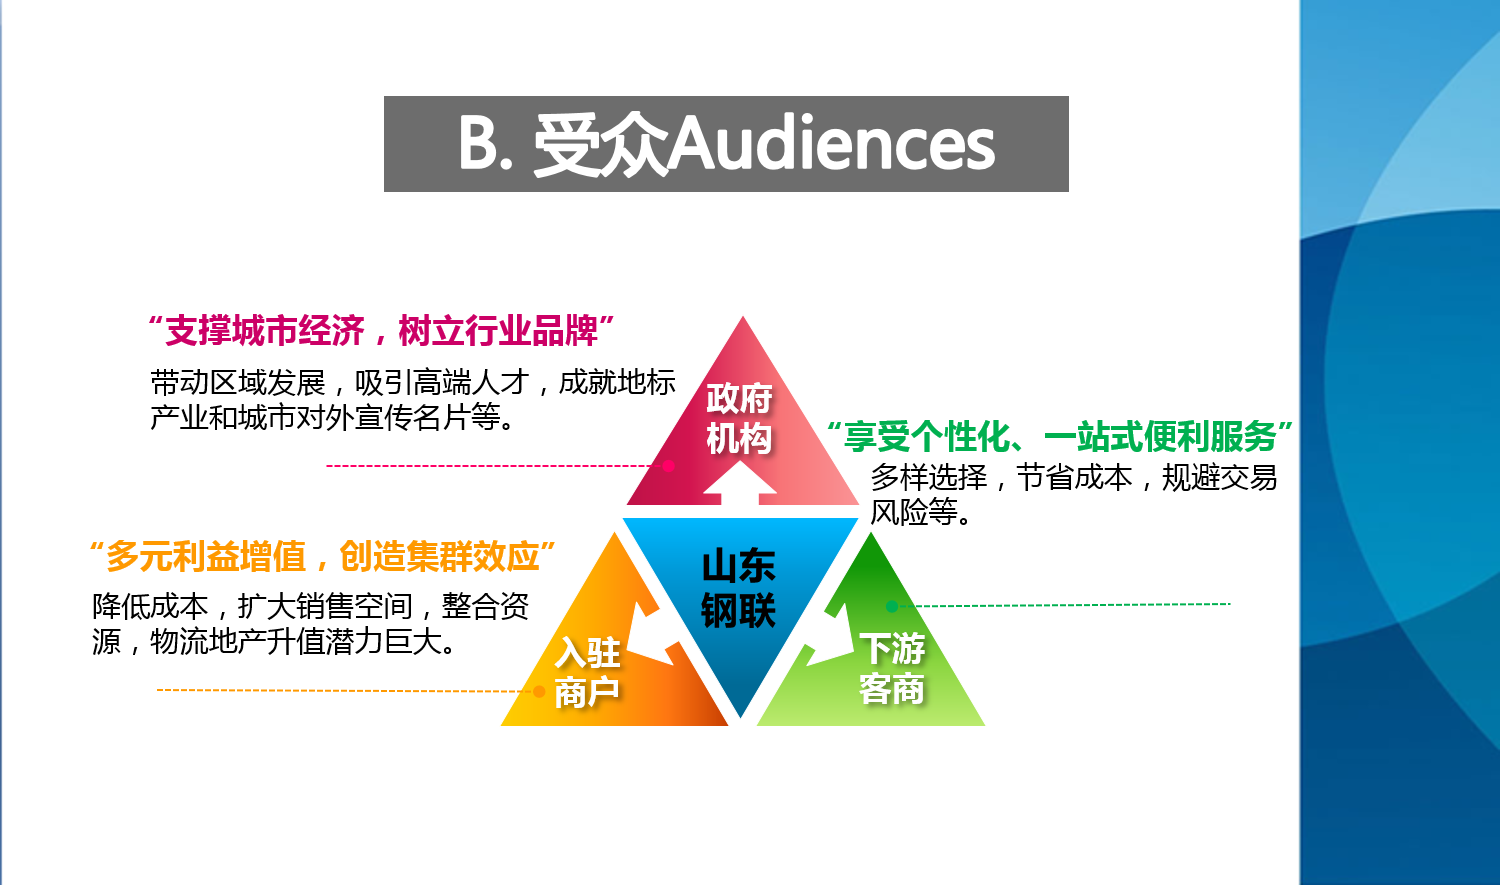 B. 受众Audiences
“支撑城市经济，树立行业品牌”
带动区域发展，吸引高端人才，成就地标
产业和城市对外宣传名片等。
政府
机构
“享受个性化、一站式便利服务”
多样选择，节省成本，规避交易
风险等。
“多元利益增值，创造集群效应”
降低成本，扩大销售空间，整合资
源，物流地产升值潜力巨大。
山东
钢联
入驻
商户
下游
客商